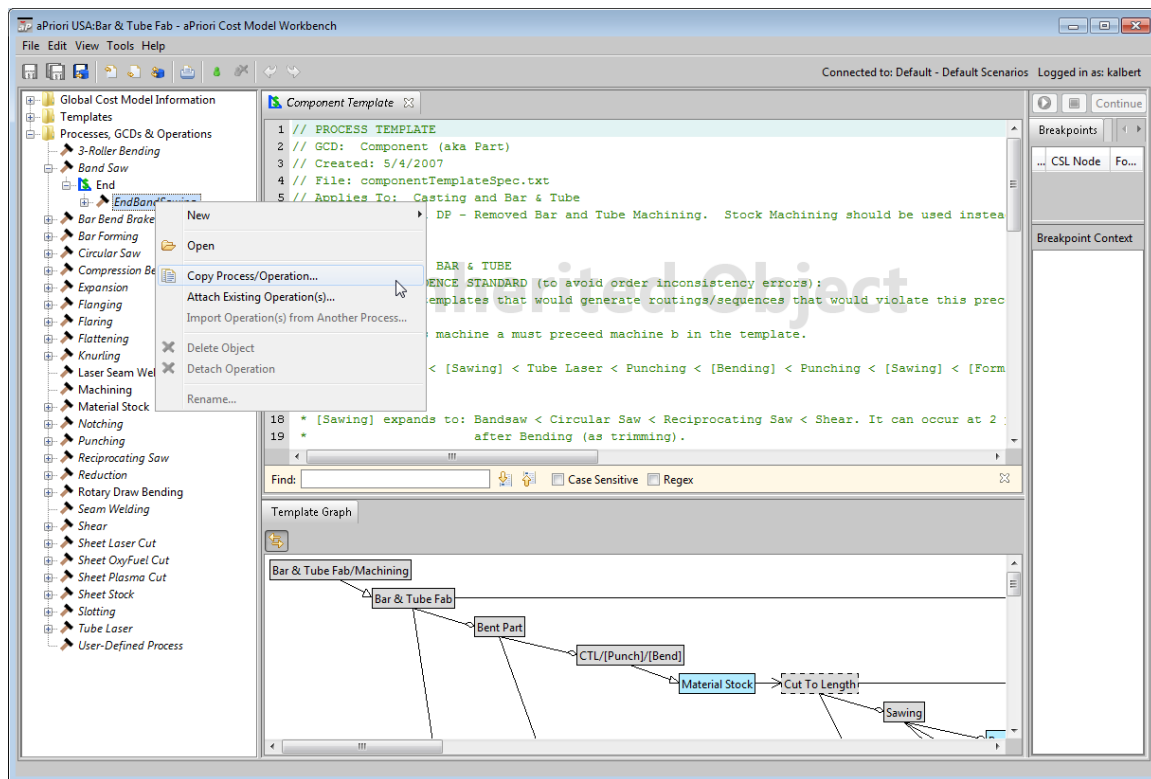 aPriori USA:Bar & Tube Fab - aPriori Cost Model Workbench
File Edit View Tools Help
Connected to: Default - Default Scenarios Logged in as: kalbert
Global Cost Model Information
Templates
Processes, GCDs & Operations
3-Roller Bending
Band Saw
End
EndBandSawing
Bar Bend Brake
Bar Forming
Circular Saw
Compression Be
Expansion
Flanging
Flaring
Flattening
Knurling
Laser Seam Wel
Machining
Material Stock
Notching
Punching
Reciprocating Saw
Reduction
Rotary Draw Bending
Seam Welding
Shear
Sheet Laser Cut
Sheet OxyFuel Cut
Sheet Plasma Cut
Sheet Stock
Slotting
Tube Laser
User-Defined Process
New
Open
Copy Process/Operation...
Attach Existing Operation(s)...
Import Operation(s) from Another Process...
Delete Object
Detach Operation
Rename...
Component Template
1 // PROCESS TEMPLATE
2 // GCD: Component (aka Part)
3 // Created: 5/4/2007
4 // File: componentTemplateSpec.txt
5 // Applies To: Casting and Bar & Tube
DP - Removed Bar and Tube Machining. Stock Machining should be used instea
BAR & TUBE
DENCE STANDARD (to avoid order inconsistency errors):
emplates that would generate routings/sequences that would violate this prec
s machine a must preceed machine b in the template.
< [Sawing] < Tube Laser < Punching < [Bending] < Punching < [Sawing] < [Form
18 * [Sawing] expands to: Bandsaw < Circular Saw < Reciprocating Saw < Shear. It can occur at 2
19 * after Bending (as trimming).
herited Object
Find:
Case Sensitive
Regex
Template Graph
Bar & Tube Fab/Machining
Bar & Tube Fab
Bent Part
CTL/[Punch]/[Bend]
Material Stock
Cut To Length
Sawing
Continue
Breakpoints
... CSL Node Fo...
Breakpoint Context